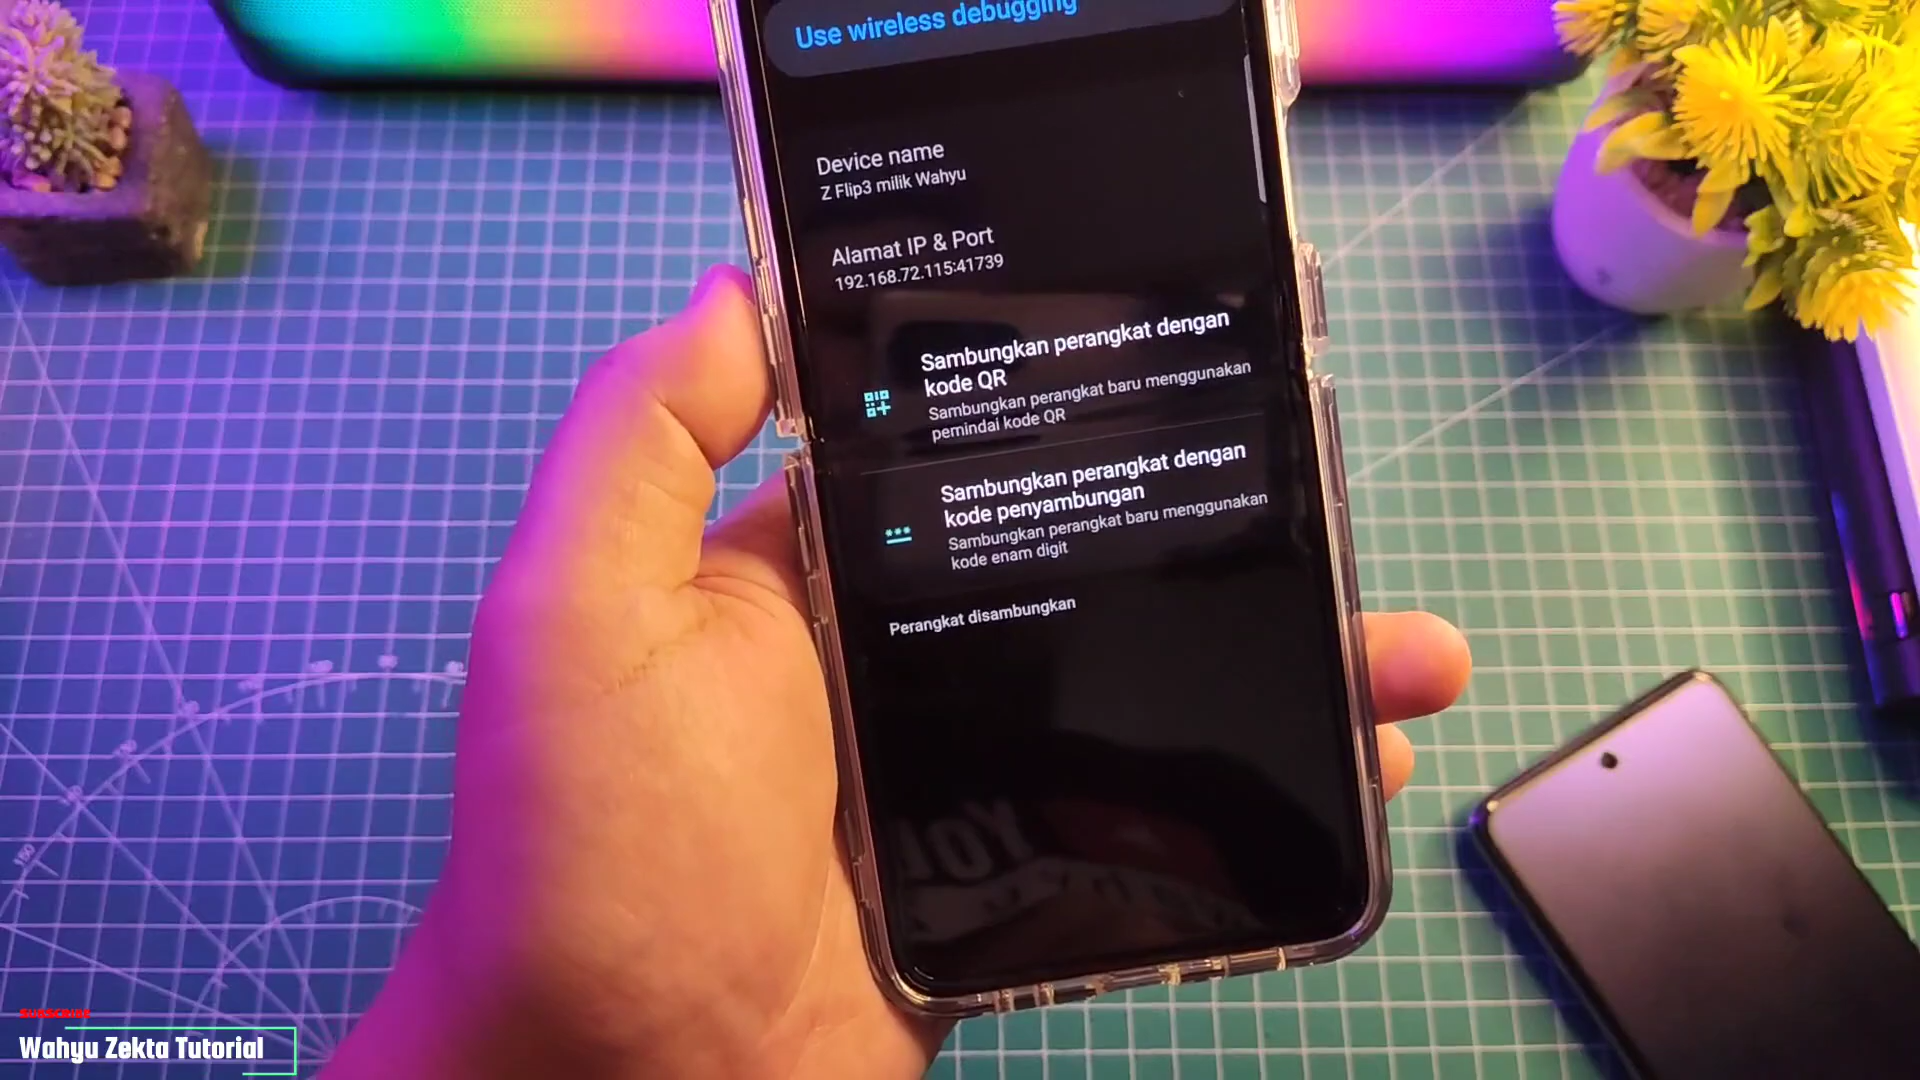 Use wireless debugging
Device name
Z Flip3 milik Wahyu
Alamat IP & Port
192.168.72.115:41739
Sambungkan perangkat dengan
kode QR
Sambungkan perangkat baru menggunakan
pemindai kode QR
Sambungkan perangkat dengan
kode penyambungan
Sambungkan perangkat baru menggunakan
kode enam digit
Perangkat disambungkan
SUBSCRIBE
Wahyu Zekta Tutorial